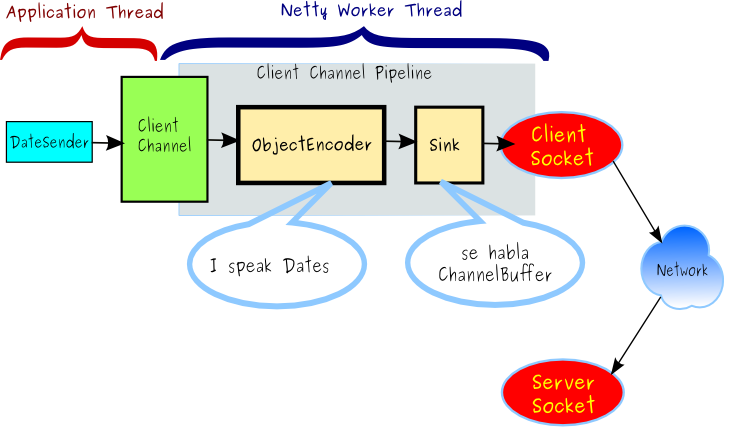 Application Thread
Netty Worker Thread
Client Channel Pipeline
DateSender
Client
Channel
ObjectEncoder
Sink
Client
Socket
I speak Dates
se habla
ChannelBuffer
Network
Server
Socket